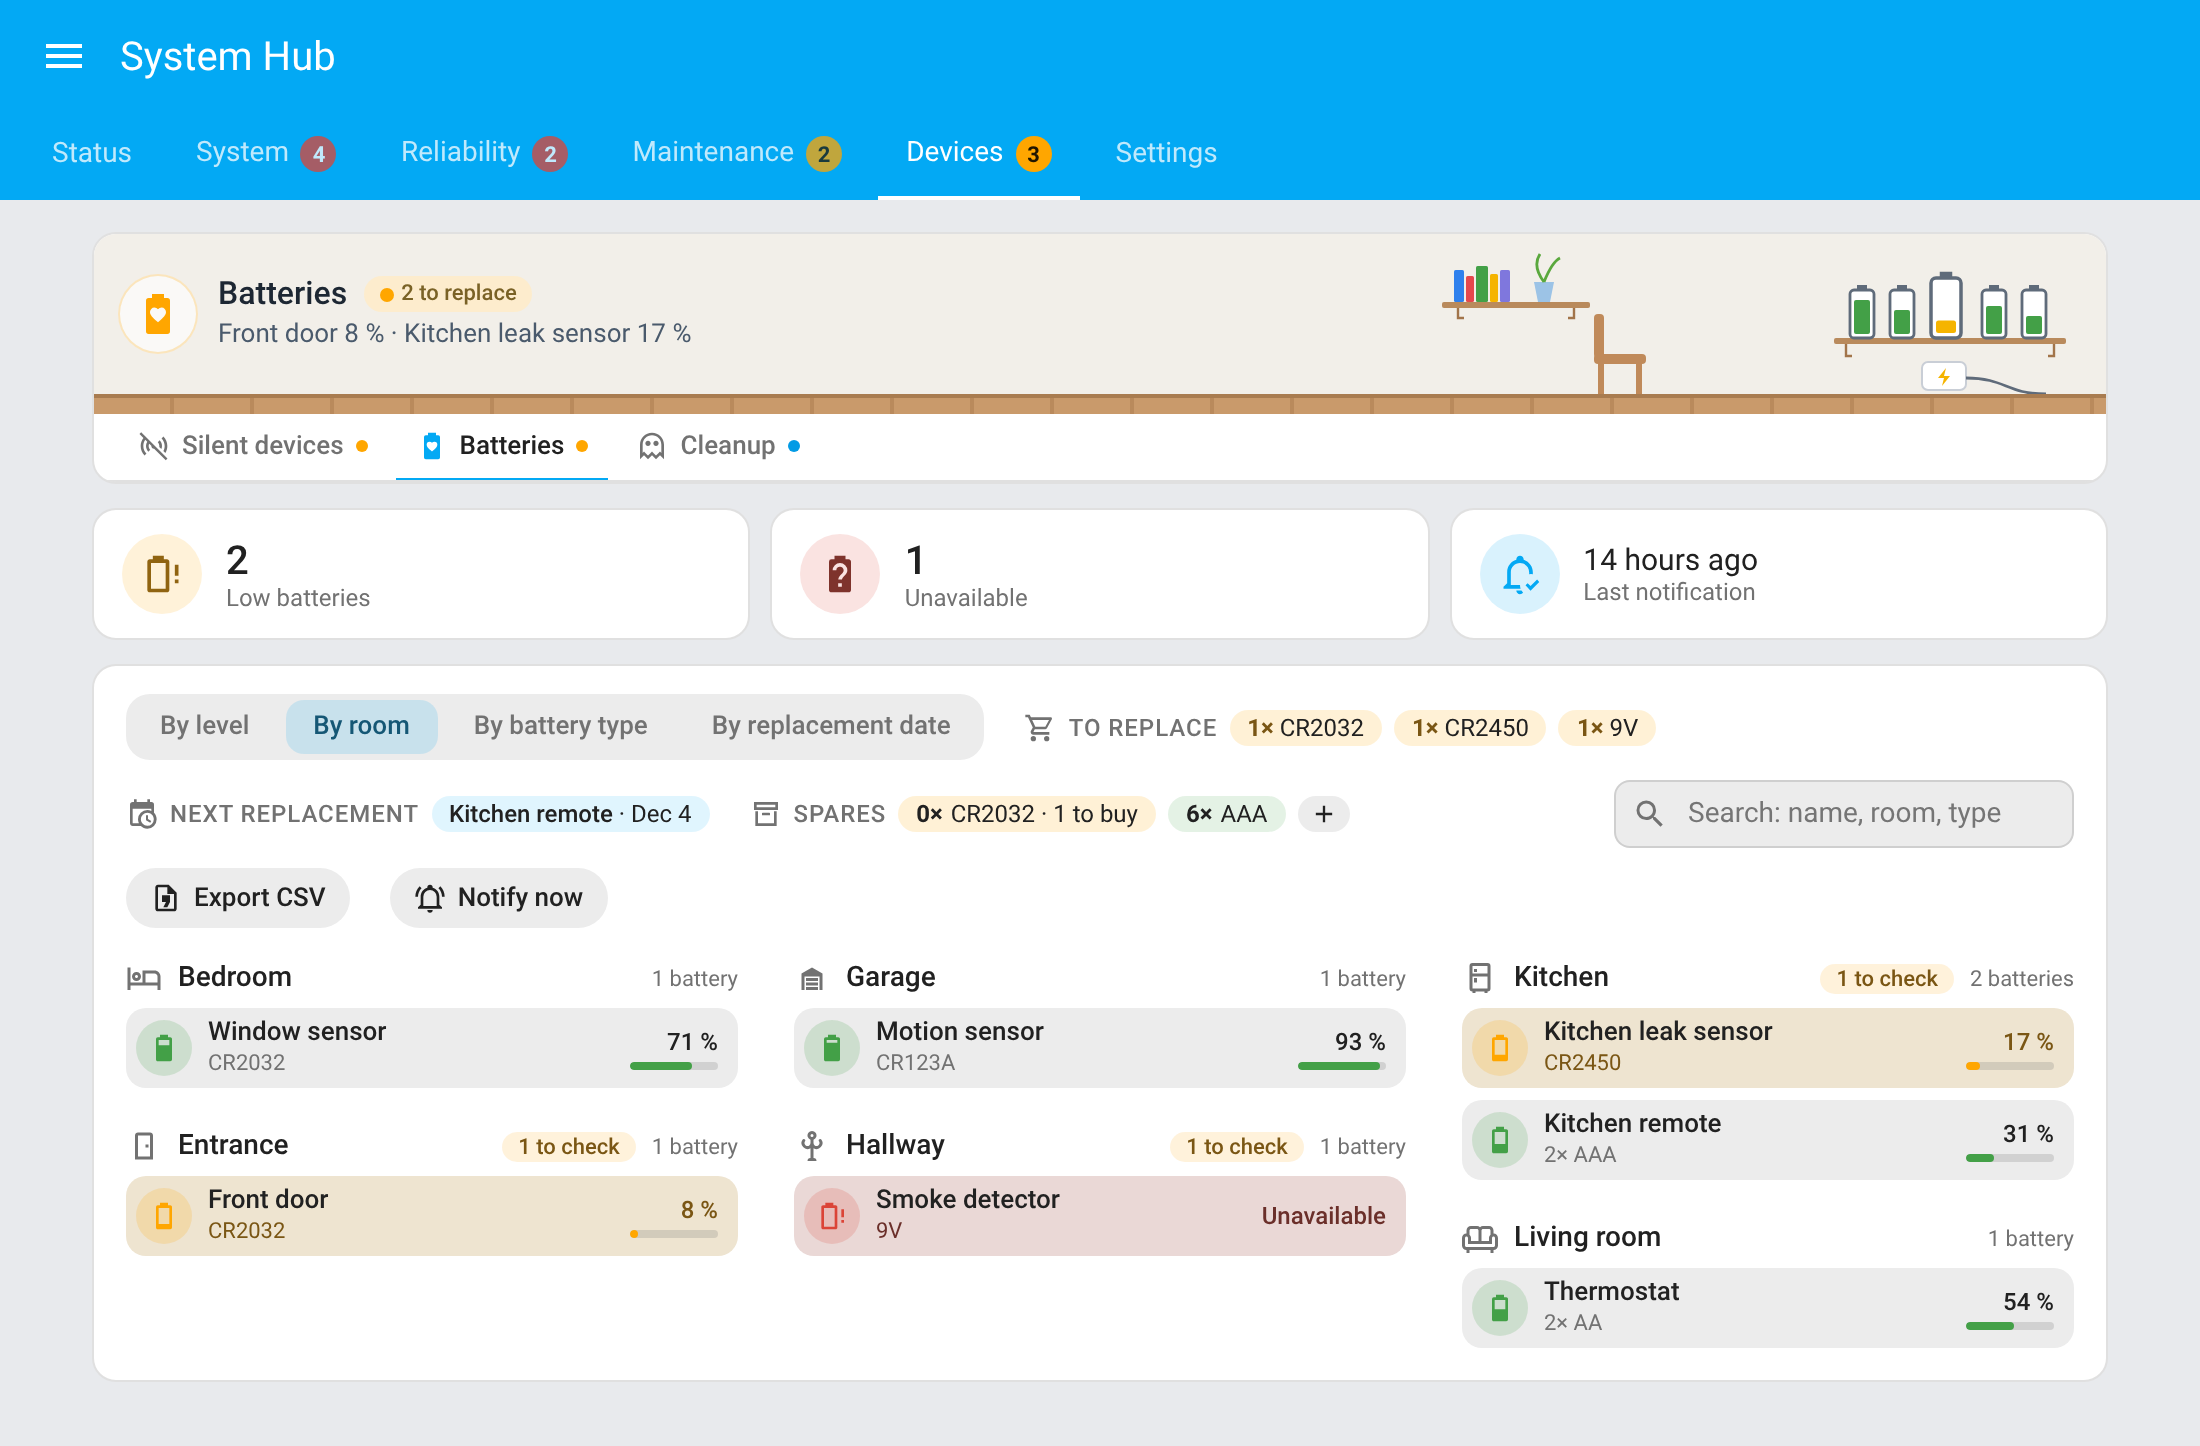 System Hub
Status
System 4
Reliability 2
Maintenance 2
Devices 3
Settings
Batteries
2 to replace
Front door 8 % · Kitchen leak sensor 17 %
Silent devices
Batteries
Cleanup
2
Low batteries
1
Unavailable
14 hours ago
Last notification
By level
By room
By battery type
By replacement date
TO REPLACE
1× CR2032
1× CR2450
1× 9V
NEXT REPLACEMENT
Kitchen remote · Dec 4
SPARES
0× CR2032 · 1 to buy
6× AAA
+
Search: name, room, type
Export CSV
Notify now
Bedroom
1 battery
Window sensor
CR2032
71 %
Entrance
1 to check
1 battery
Front door
CR2032
8 %
Garage
1 battery
Motion sensor
CR123A
93 %
Hallway
1 to check
1 battery
Smoke detector
9V
Unavailable
Kitchen
1 to check
2 batteries
Kitchen leak sensor
CR2450
17 %
Kitchen remote
2× AAA
31 %
Living room
1 battery
Thermostat
2× AA
54 %